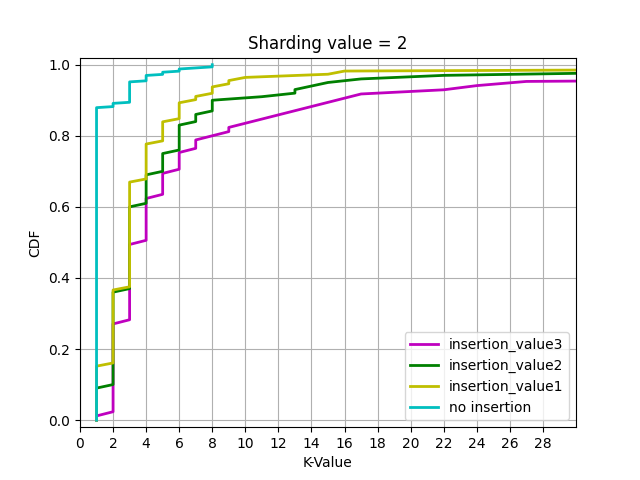 Sharding value = 2
1.0
0.8
0.6
0.4
0.2
0.0
CDF
0 2 4 6 8 10 12 14 16 18 20 22 24 26 28
K-Value
insertion_value3
insertion_value2
insertion_value1
no insertion